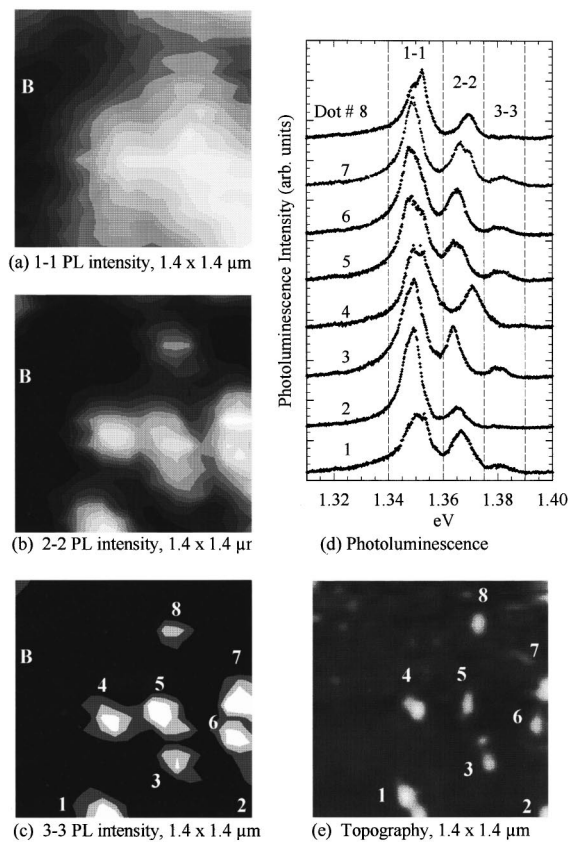 B
(a) 1-1 PL intensity, 1.4 x 1.4 µm
B
(b) 2-2 PL intensity, 1.4 x 1.4 µm
B
8
7
4
5
6
3
1
2
(c) 3-3 PL intensity, 1.4 x 1.4 µm
1-1
2-2
3-3
Dot # 8
7
6
5
4
3
2
1
Photoluminescence Intensity (arb. units)
1.32 1.34 1.36 1.38 1.40
eV
(d) Photoluminescence
8
7
4
5
6
3
1
2
(e) Topography, 1.4 x 1.4 µm